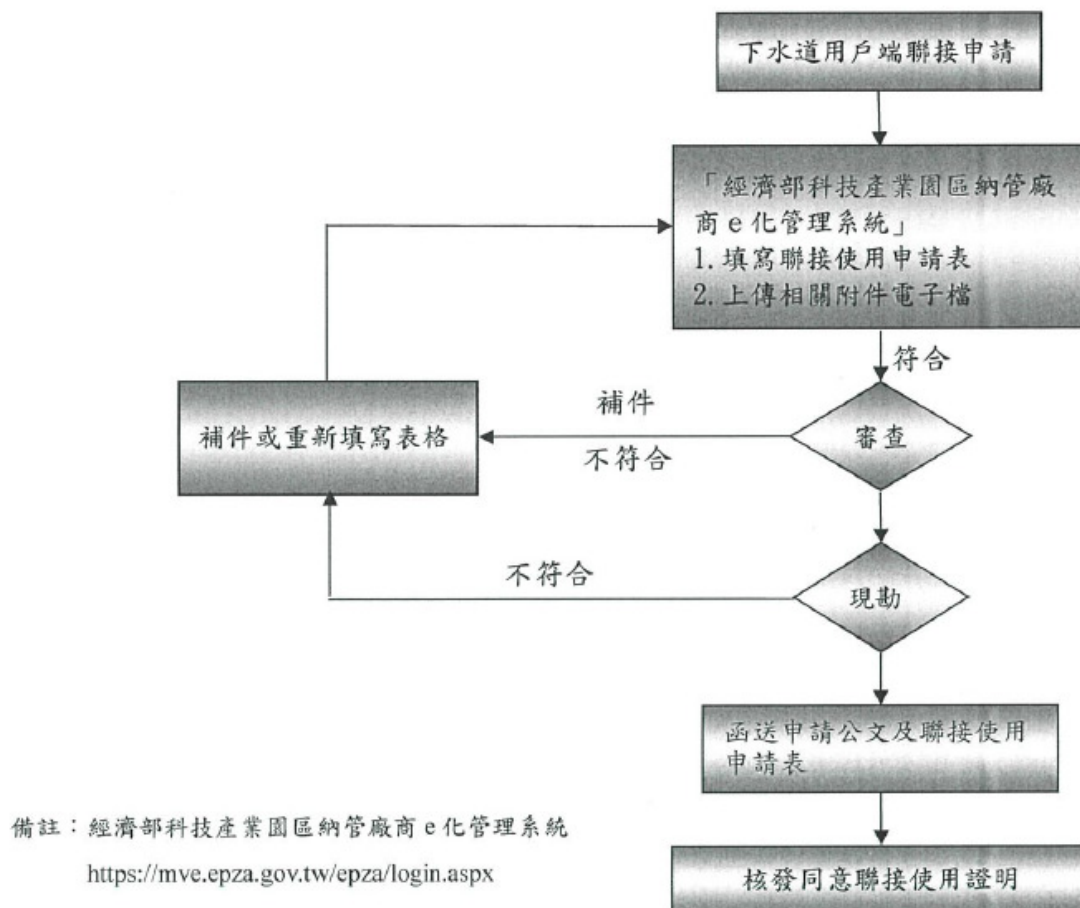 下水道用戶端聯接申請
「經濟部科技產業園區納管廠
商 e 化管理系統」
1. 填寫聯接使用申請表
2. 上傳相關附件電子檔
符合
補件
審查
補件或重新填寫表格
不符合
不符合
現勘
函送申請公文及聯接使用
申請表
備註：經濟部科技產業園區納管廠商 e 化管理系統
https://mve.epza.gov.tw/epza/login.aspx
核發同意聯接使用證明